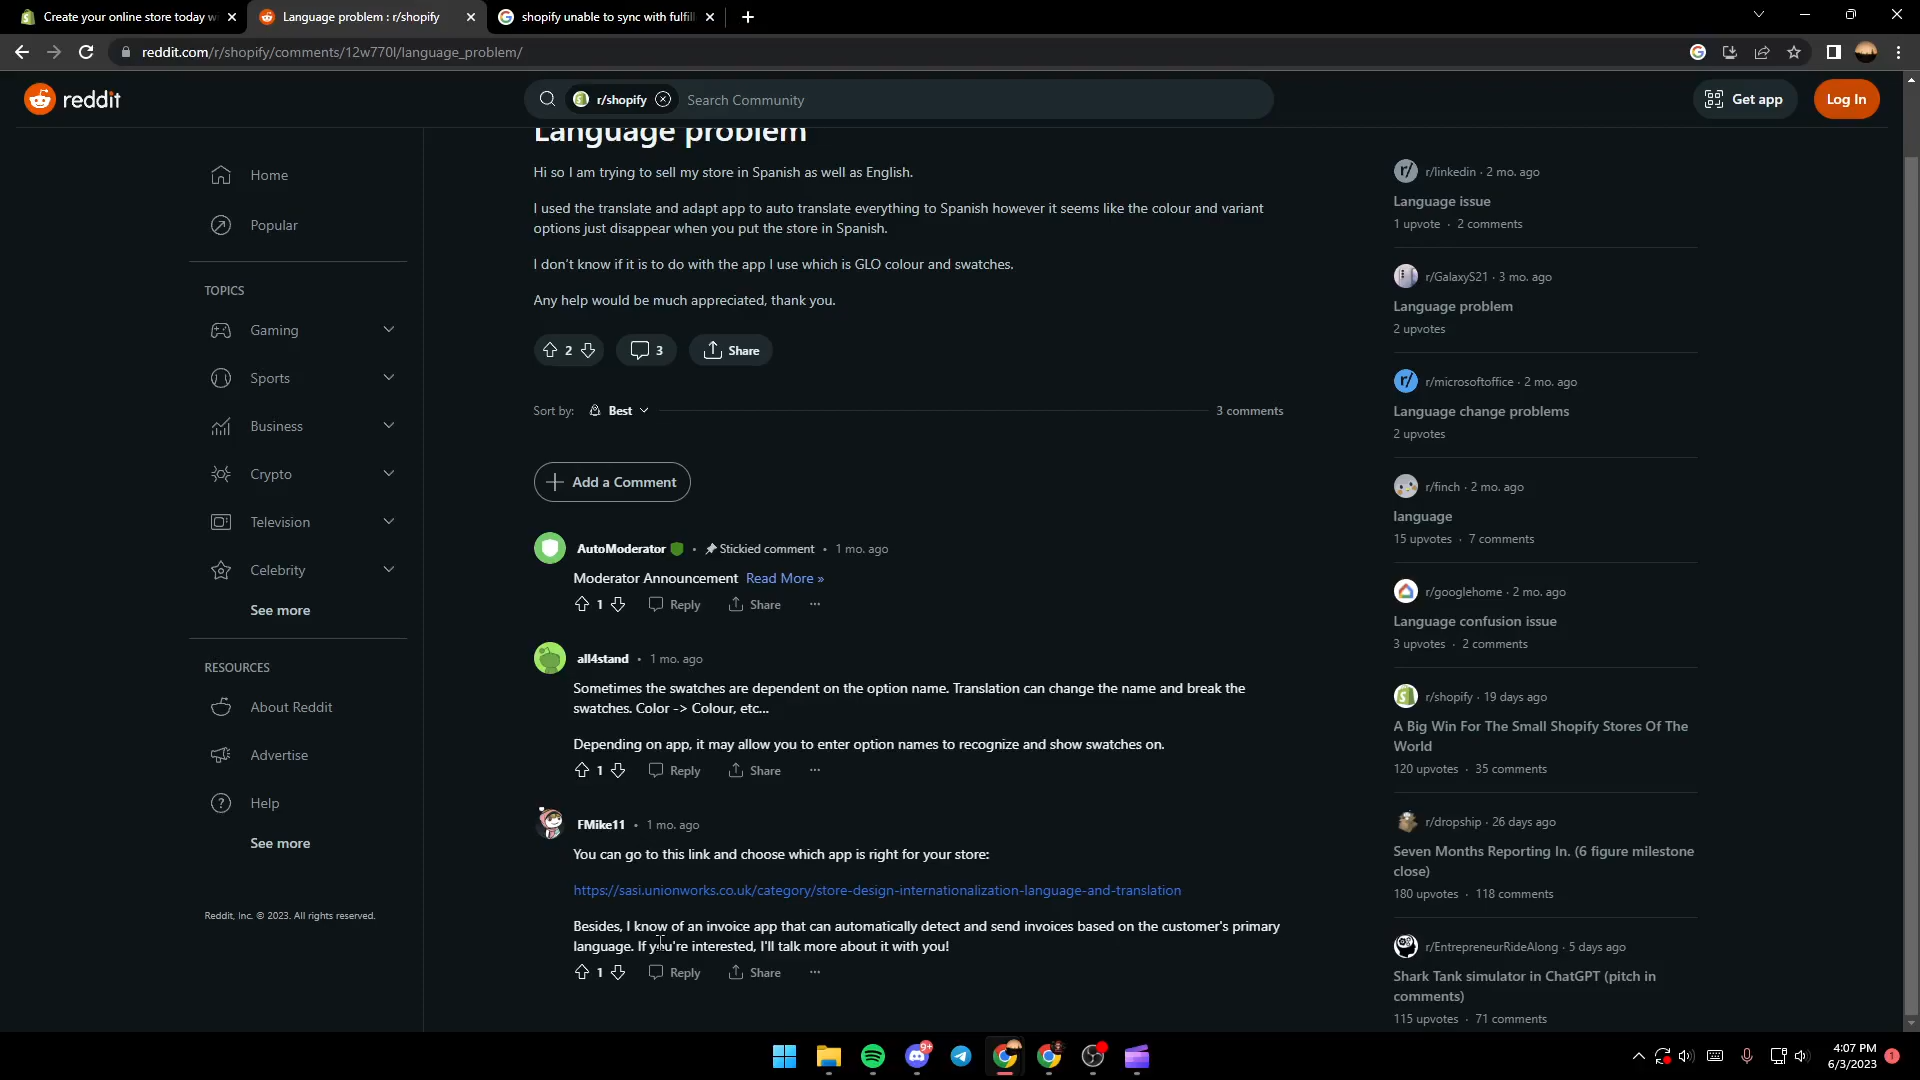 Create your online store today w
Language problem : r/shopify
shopify unable to sync with fulfill
reddit.com/r/shopify/comments/12w770l/language_problem/
reddit
r/shopify
Search Community
Get app
Log In
Home
Popular
TOPICS
Gaming
Sports
Business
Crypto
Television
Celebrity
See more
RESOURCES
About Reddit
Advertise
Help
See more
Reddit, Inc. © 2023. All rights reserved.
Language problem
Hi so I am trying to sell my store in Spanish as well as English.
I used the translate and adapt app to auto translate everything to Spanish however it seems like the colour and variant
options just disappear when you put the store in Spanish.
I don't know if it is to do with the app I use which is GLO colour and swatches.
Any help would be much appreciated, thank you.
2
3
Share
Sort by: Best
3 comments
Add a Comment
AutoModerator • Stickied comment • 1 mo. ago
Moderator Announcement Read More »
1 Reply Share ...
all4stand • 1 mo. ago
Sometimes the swatches are dependent on the option name. Translation can change the name and break the
swatches. Color -> Colour, etc...
Depending on app, it may allow you to enter option names to recognize and show swatches on.
1 Reply Share ...
FMike11 • 1 mo. ago
You can go to this link and choose which app is right for your store:
https://sasi.unionworks.co.uk/category/store-design-internationalization-language-and-translation
Besides, I know of an invoice app that can automatically detect and send invoices based on the customer's primary
language. If you're interested, I'll talk more about it with you!
1 Reply Share ...
r/linkedin · 2 mo. ago
Language issue
1 upvote · 2 comments
r/GalaxyS21 · 3 mo. ago
Language problem
2 upvotes
r/microsoftoffice · 2 mo. ago
Language change problems
2 upvotes
r/finch · 2 mo. ago
language
15 upvotes · 7 comments
r/googlehome · 2 mo. ago
Language confusion issue
3 upvotes · 2 comments
r/shopify · 19 days ago
A Big Win For The Small Shopify Stores Of The
World
120 upvotes · 35 comments
r/dropship · 26 days ago
Seven Months Reporting In. (6 figure milestone
close)
180 upvotes · 118 comments
r/EntrepreneurRideAlong · 5 days ago
Shark Tank simulator in ChatGPT (pitch in
comments)
115 upvotes · 71 comments
9+
4:07 PM
6/3/2023
1